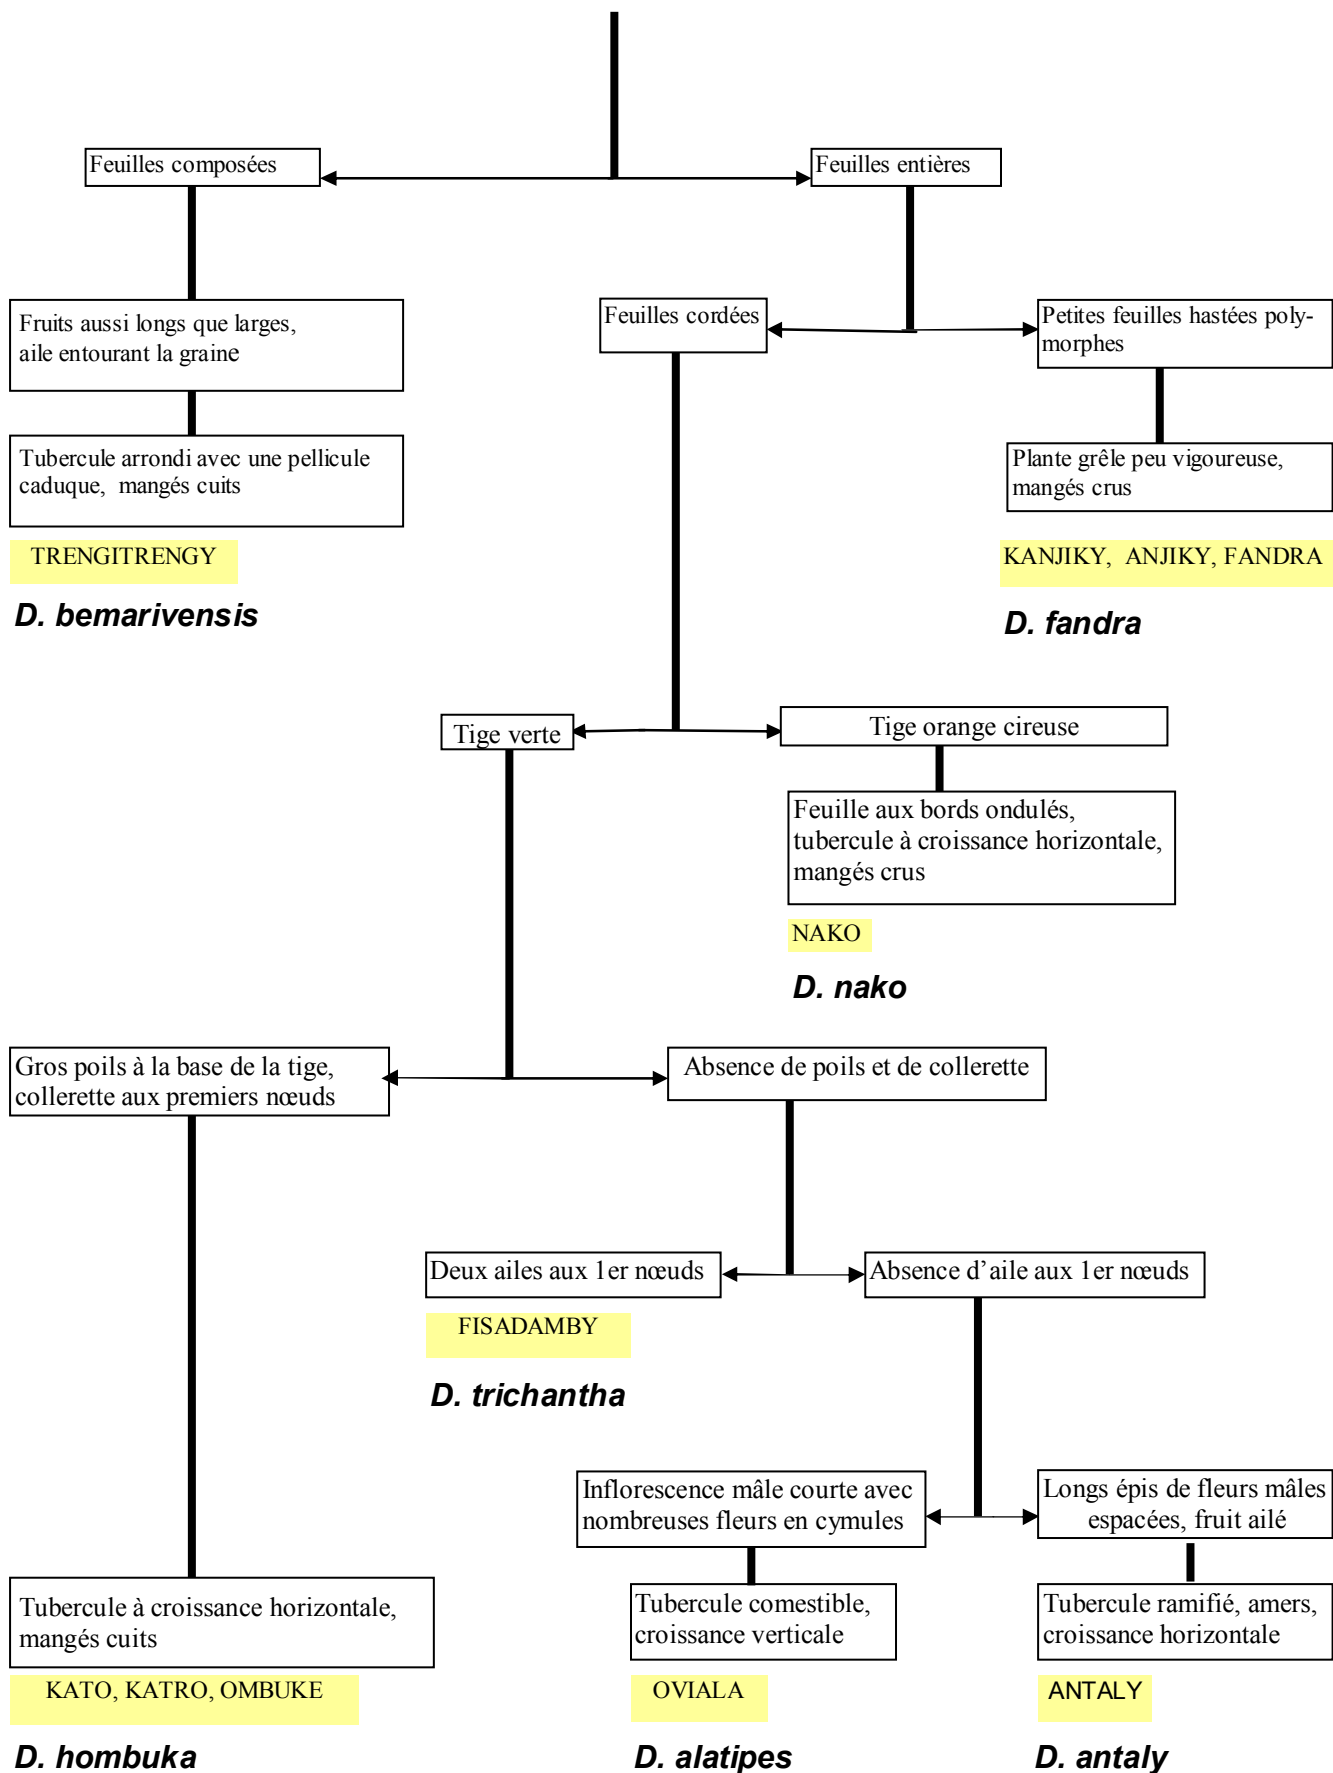 Feuilles composées
Feuilles entières
Fruits aussi longs que larges,
aile entourant la graine
Feuilles cordées
Petites feuilles hastées poly-
morphes
Tubercule arrondi avec une pellicule
caduque, mangés cuits
Plante grêle peu vigoureuse,
mangés crus
TRENGITRENGY
KANJIKY, ANJIKY, FANDRA
D. bemarivensis
D. fandra
Tige verte
Tige orange cireuse
Feuille aux bords ondulés,
tubercule à croissance horizontale,
mangés crus
NAKO
D. nako
Gros poils à la base de la tige,
collerette aux premiers nœuds
Absence de poils et de collerette
Deux ailes aux 1er nœuds
Absence d’aile aux 1er nœuds
FISADAMBY
D. trichantha
Inflorescence mâle courte avec
nombreuses fleurs en cymules
Longs épis de fleurs mâles
espacées, fruit ailé
Tubercule à croissance horizontale,
mangés cuits
Tubercule comestible,
croissance verticale
Tubercule ramifié, amers,
croissance horizontale
KATO, KATRO, OMBUKE
OVIALA
ANTALY
D. hombuka
D. alatipes
D. antaly